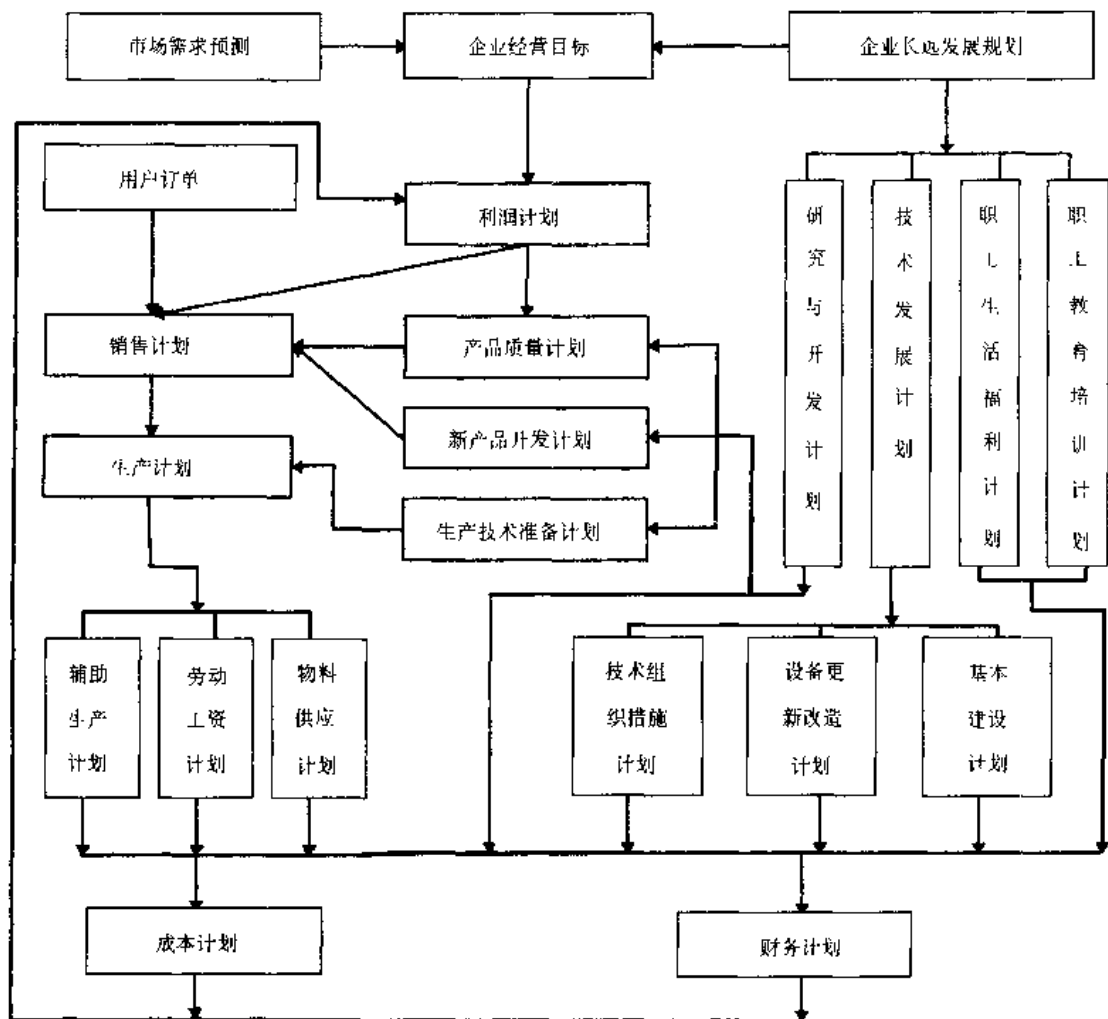 市场需求预测
企业经营目标
企业长远发展规划
用户订单
利润计划
研究与开发计划
技术发展计划
职工生活福利计划
职工教育培训计划
销售计划
产品质量计划
新产品开发计划
生产计划
生产技术准备计划
辅助
生产
计划
劳动
工资
计划
物料
供应
计划
技术组
织措施
计划
设备更
新改造
计划
基本
建设
计划
成本计划
财务计划